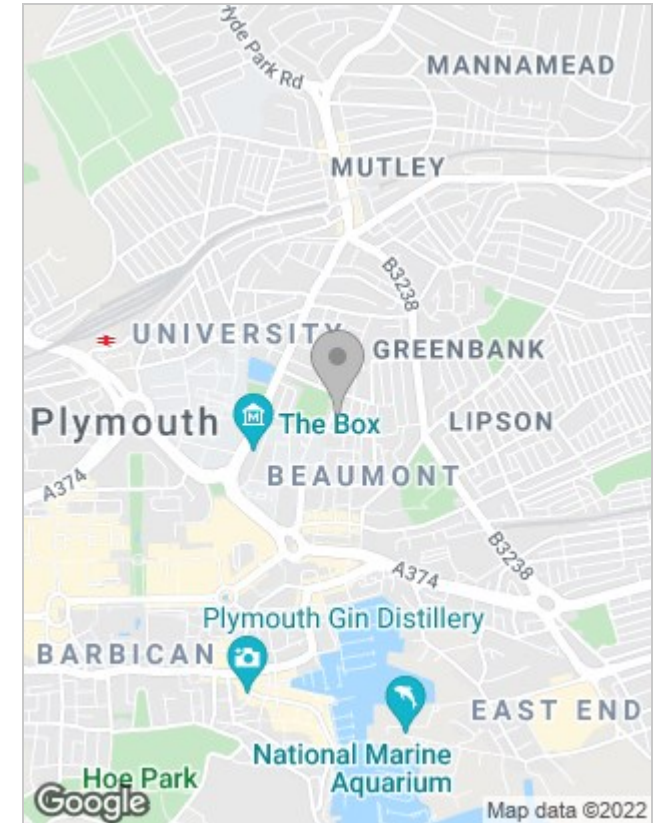 Hyde Park Rd
MANNAMEAD
MUTLEY
B3238
UNIVERSITY
GREENBANK
Plymouth
The Box
LIPSON
BEAUMONT
A374
A374
B3238
Plymouth Gin Distillery
BARBICAN
EAST END
National Marine
Aquarium
Hoe Park
Google
Map data ©2022